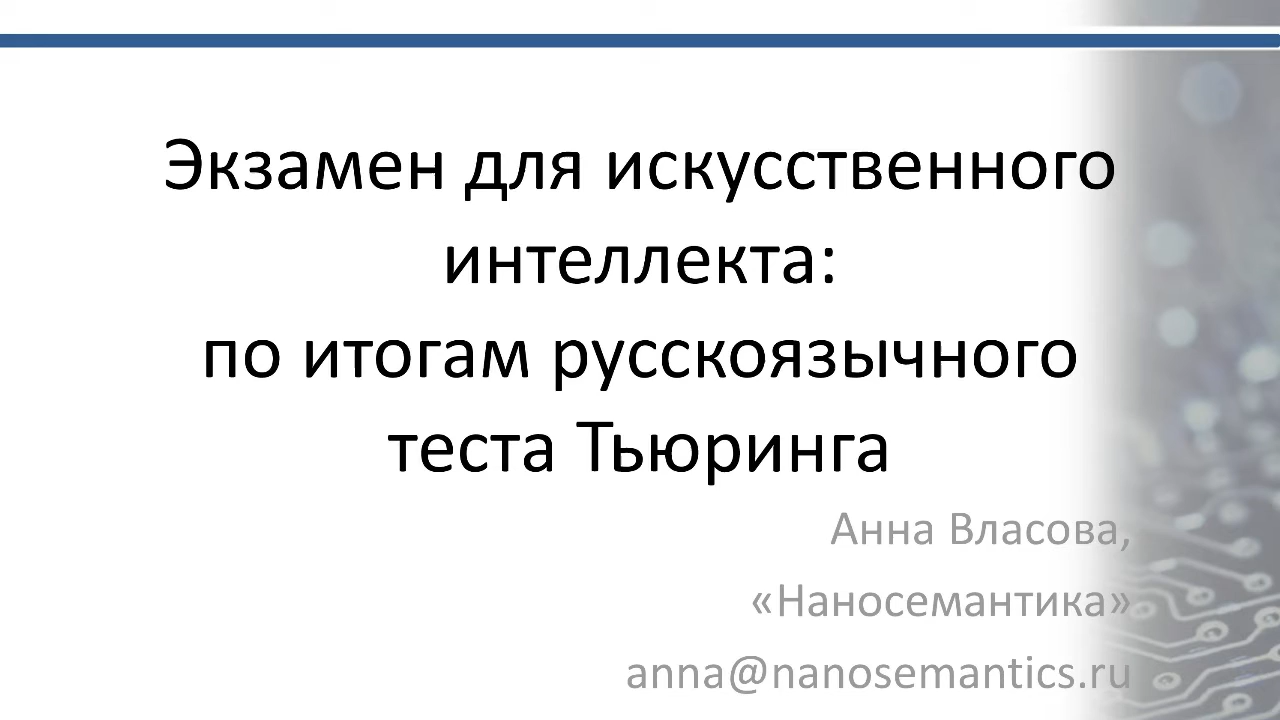 Экзамен для искусственного
интеллекта:
по итогам русскоязычного
теста Тьюринга
Анна Власова,
«Наносемантика»
anna@nanosemantics.ru